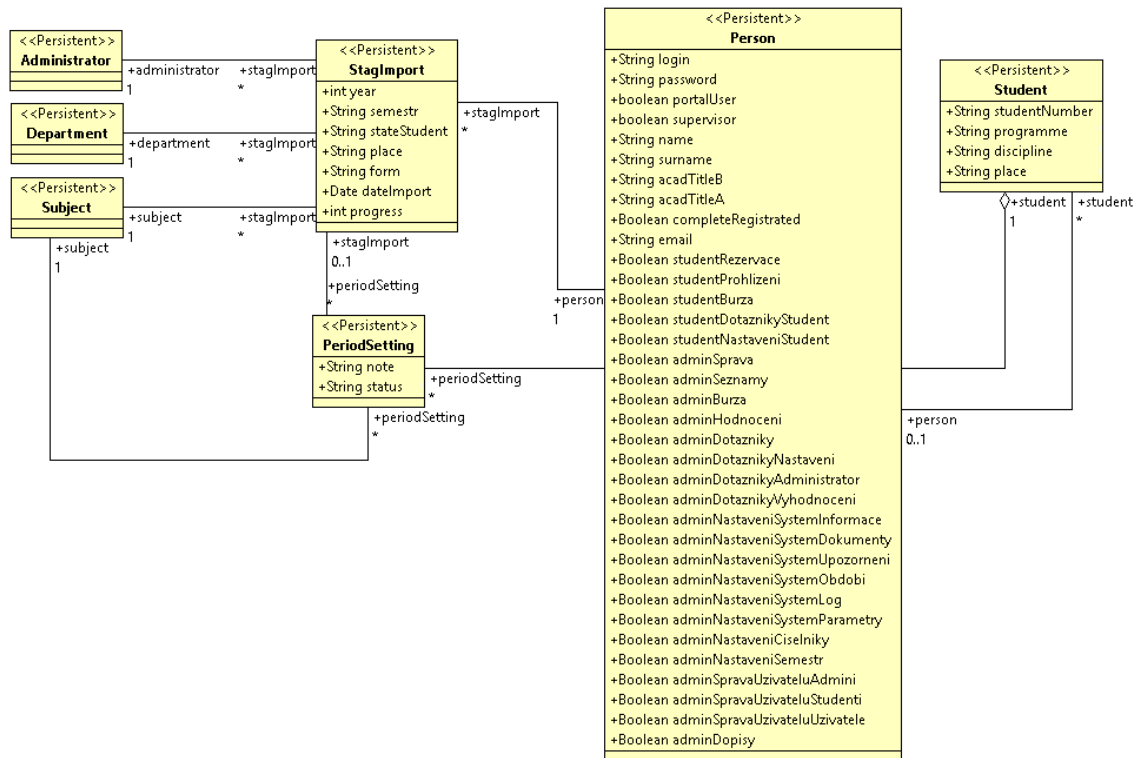 <<Persistent>>
Administrator
+administrator
1
+stagImport
*
<<Persistent>>
Department
+department
1
+stagImport
*
<<Persistent>>
Subject
+subject
1
+stagImport
*
+subject
1
<<Persistent>>
StagImport
+int year
+String semestr
+String stateStudent
+String place
+String form
+Date dateImport
+int progress
+stagImport
*
+stagImport
0..1
+periodSetting
*
<<Persistent>>
PeriodSetting
+String note
+String status
+periodSetting
*
+periodSetting
*
+person
1
<<Persistent>>
Person
+String login
+String password
+boolean portalUser
+boolean supervisor
+String name
+String surname
+String acadTitleB
+String acadTitleA
+Boolean completeRegistrated
+String email
+Boolean studentRezervace
+Boolean studentProhlizeni
+Boolean studentBurza
+Boolean studentDotaznikyStudent
+Boolean studentNastaveniStudent
+Boolean adminSprava
+Boolean adminSeznamy
+Boolean adminBurza
+Boolean adminHodnoceni
+Boolean adminDotazniky
+Boolean adminDotaznikyNastaveni
+Boolean adminDotaznikyAdministrator
+Boolean adminDotaznikyVyhodnoceni
+Boolean adminNastaveniSystemInformace
+Boolean adminNastaveniSystemDokumenty
+Boolean adminNastaveniSystemUpozorneni
+Boolean adminNastaveniSystemObdobi
+Boolean adminNastaveniSystemLog
+Boolean adminNastaveniSystemParametry
+Boolean adminNastaveniCiselniky
+Boolean adminNastaveniSemestr
+Boolean adminSpravaUzivateluAdmini
+Boolean adminSpravaUzivateluStudenti
+Boolean adminSpravaUzivateluUzivatele
+Boolean adminDopisy
<<Persistent>>
Student
+String studentNumber
+String programme
+String discipline
+String place
+student
1
+student
*
+person
0..1